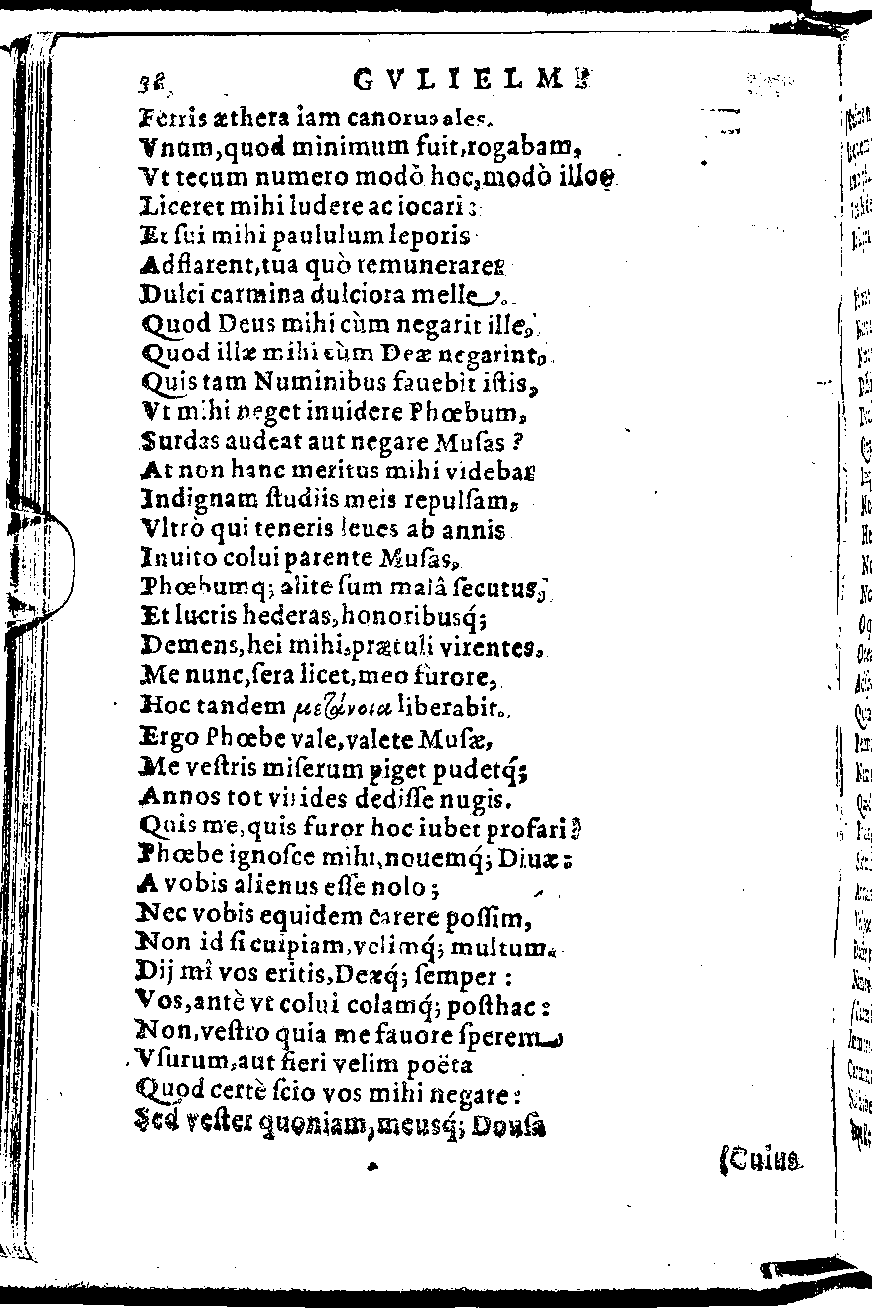 38 GVLIELMI
Ferris æthera iam canorus ales.
Vnum, quod minimum fuit, rogabam,
Vt tecum numero modò hoc, modò illoc
Liceret mihi ludere ac iocari:
Et ſui mihi paululum leporis
Adflarent, tua quò remunerarer
Dulci carmina dulciora melle.
Quod Deus mihi cùm negarit ille,
Quod illæ mihi cùm Deæ negarint,
Quis tam Numinibus fauebit iſtis,
Vt mihi neget inuidere Phœbum,
Surdas audeat aut negare Muſas?
At non hanc meritus mihi videbar
Indignam ſtudiis meis repulſam,
Vltrò qui teneris leues ab annis
Inuito colui parente Muſas,
Phœbumq; alite ſum malâ ſecutus,
Et lucris hederas, honoribusq́;
Demens, hei mihi, prætuli virentes.
Me nunc, ſera licet, meo furore,
Hoc tandem μετάνοια liberabit.
Ergo Phœbe vale, valete Muſæ,
Me veſtris miſerum piget pudetq́;
Annos tot virides dediſſe nugis.
Quis me, quis furor hoc iubet profari?
Phœbe ignoſce mihi, nouemq́; Diuæ:
A vobis alienus eſſe nolo;
Nec vobis equidem carere poſſim,
Non id ſi cuipiam, velimq́; multum.
Dij mî vos eritis, Deæq́; ſemper:
Vos, antè vt colui colamq́; poſthac:
Non, veſtro quia me fauore ſperem
Vſurum, aut fieri velim poëta
Quod certè ſcio vos mihi negare:
Sed veſter quoniam, meusq́; Douſa
(Cuius